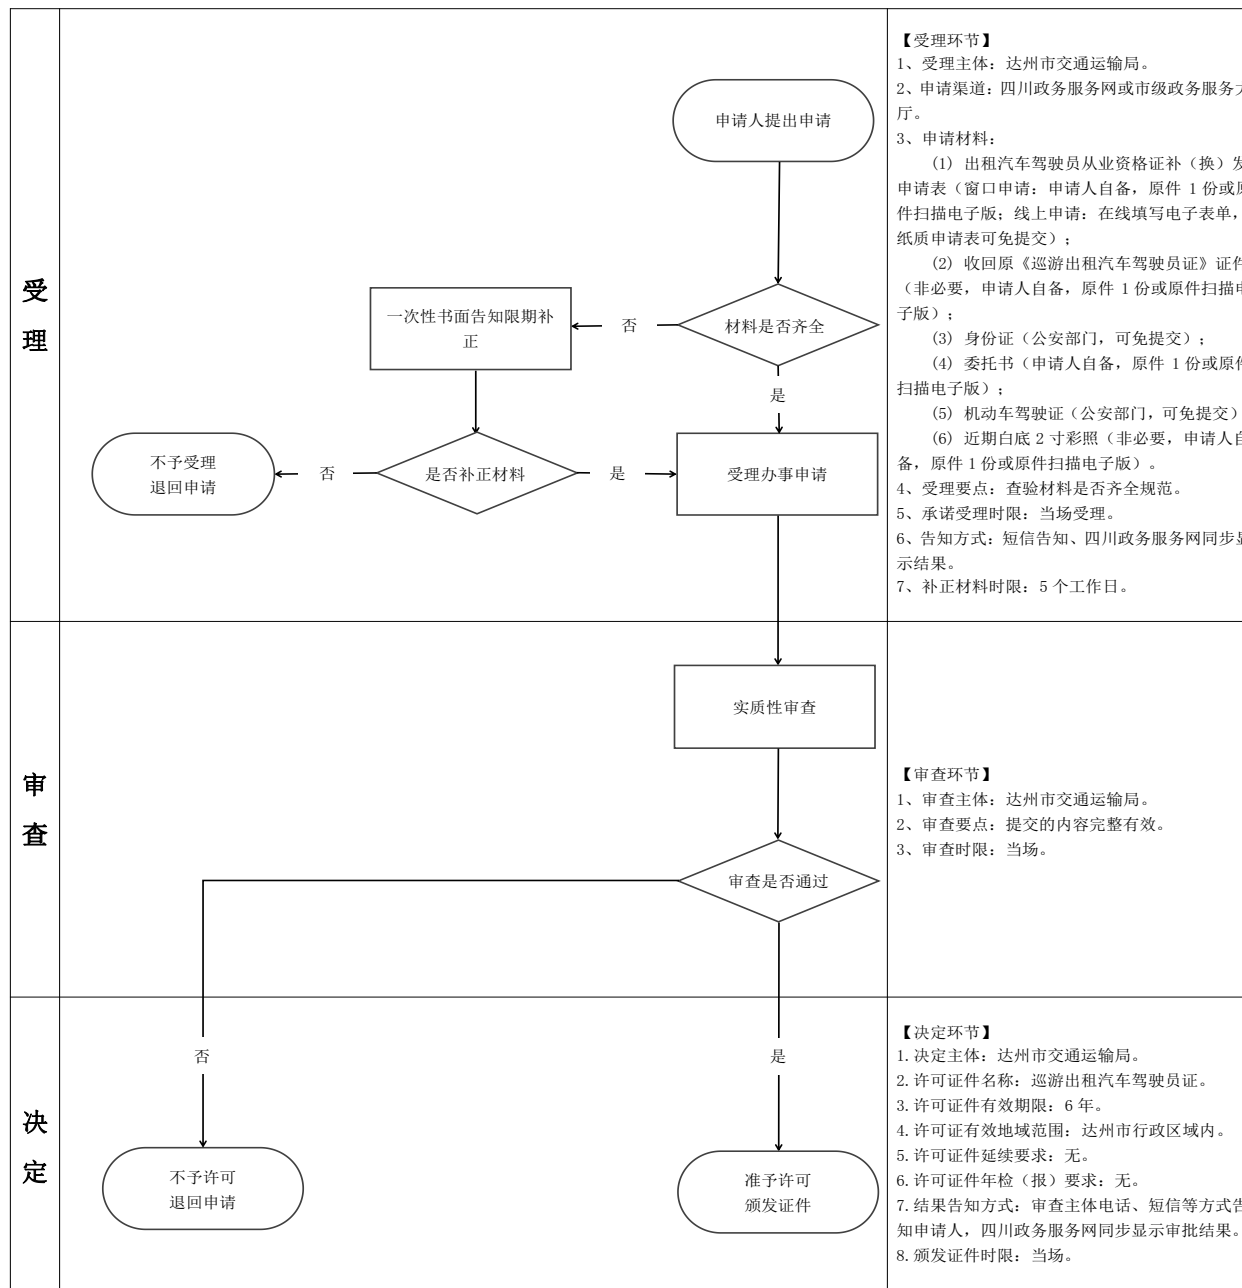 受
理
申请人提出申请
材料是否齐全
否
一次性书面告知限期补
正
是
是否补正材料
否
不予受理
退回申请
是
受理办事申请
【受理环节】
1、受理主体：达州市交通运输局。
2、申请渠道：四川政务服务网或市级政务服务大
厅。
3、申请材料：
(1) 出租汽车驾驶员从业资格证补（换）发
申请表（窗口申请：申请人自备，原件 1 份或原
件扫描电子版；线上申请：在线填写电子表单，
纸质申请表可免提交）；
(2) 收回原《巡游出租汽车驾驶员证》证件
（非必要，申请人自备，原件 1 份或原件扫描电
子版）；
(3) 身份证（公安部门，可免提交）；
(4) 委托书（申请人自备，原件 1 份或原件
扫描电子版）；
(5) 机动车驾驶证（公安部门，可免提交）
(6) 近期白底 2 寸彩照（非必要，申请人自
备，原件 1 份或原件扫描电子版）。
4、受理要点：查验材料是否齐全规范。
5、承诺受理时限：当场受理。
6、告知方式：短信告知、四川政务服务网同步显
示结果。
7、补正材料时限：5 个工作日。
审
查
实质性审查
审查是否通过
【审查环节】
1、审查主体：达州市交通运输局。
2、审查要点：提交的内容完整有效。
3、审查时限：当场。
决
定
否
是
不予许可
退回申请
准予许可
颁发证件
【决定环节】
1.决定主体：达州市交通运输局。
2.许可证件名称：巡游出租汽车驾驶员证。
3.许可证件有效期限：6 年。
4.许可证有效地域范围：达州市行政区域内。
5.许可证件延续要求：无。
6.许可证件年检（报）要求：无。
7.结果告知方式：审查主体电话、短信等方式告
知申请人，四川政务服务网同步显示审批结果。
8.颁发证件时限：当场。